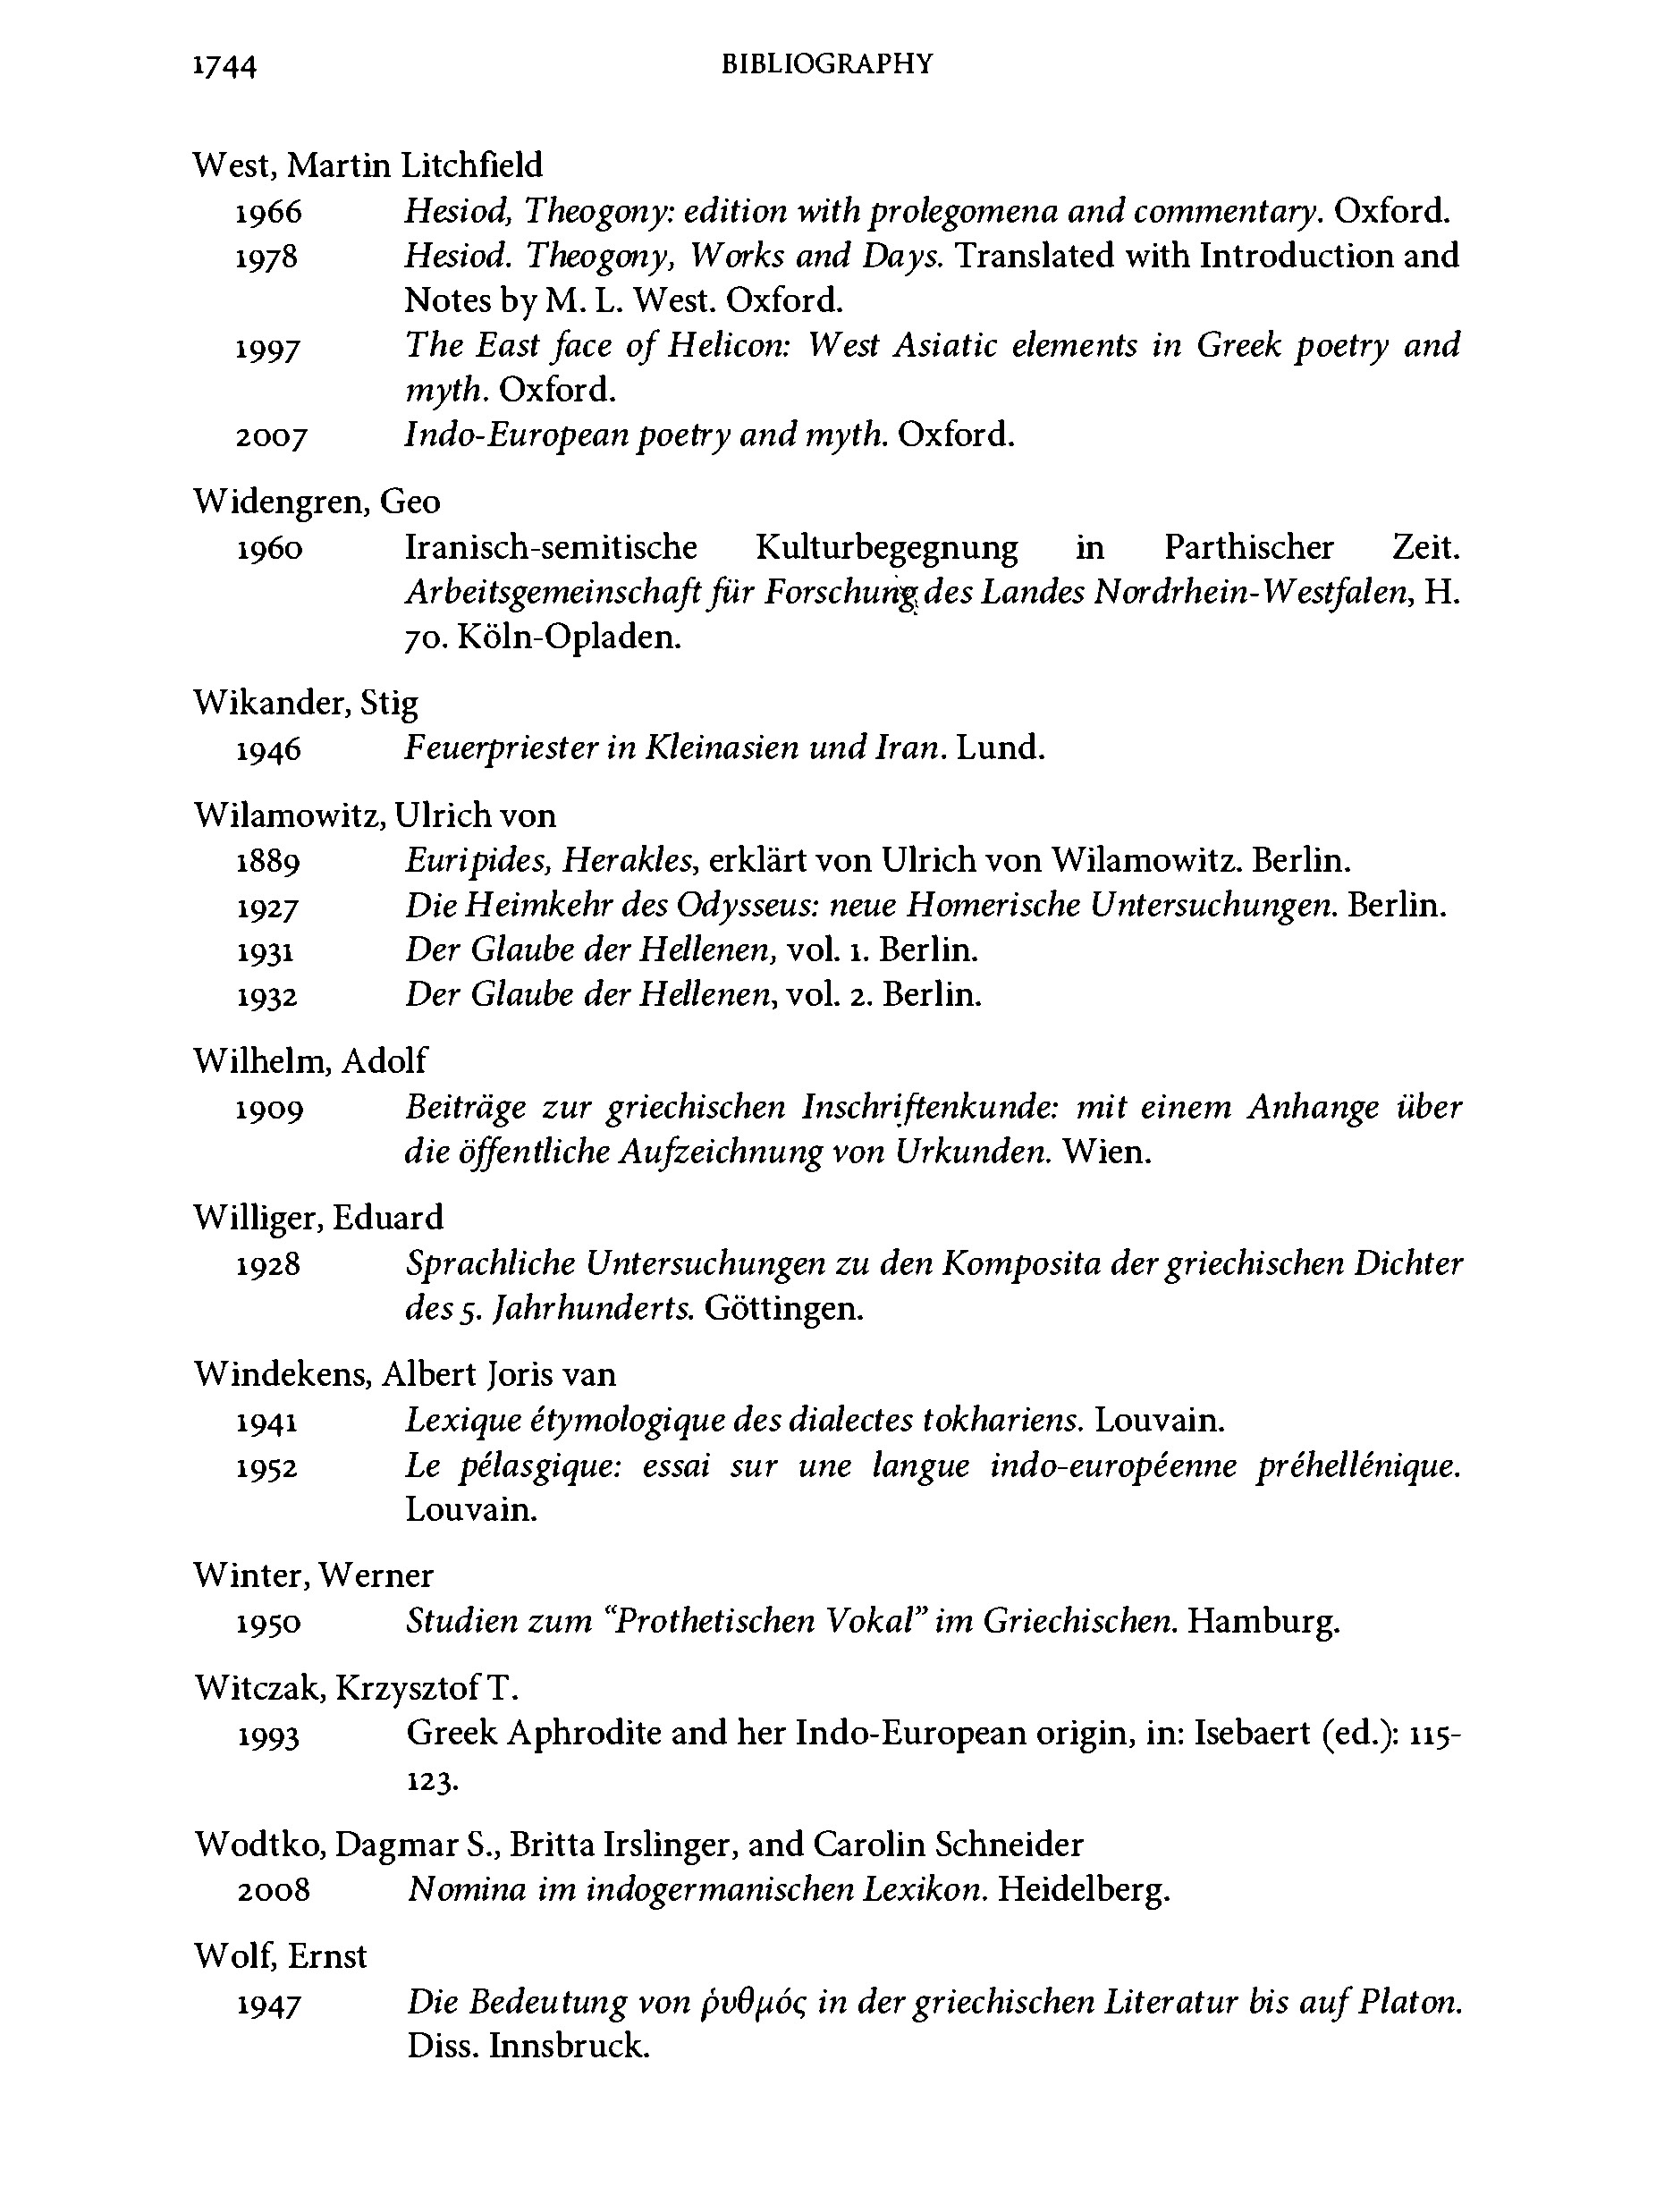 1744 BIBLIOGRAPHY
West, Martin Litchfield
1966 Hesiod, Theogony: edition with prolegomena and commentary. Oxford.
1978 Hesiod. Theogony, Works and Days. Translated with Introduction and
Notes by M. L. West. Oxford.
1997 The East face of Helicon: West Asiatic elements in Greek poetry and
myth. Oxford.
2007 Indo-European poetry and myth. Oxford.
Widengren, Geo
1960 Iranisch-semitische Kulturbegegnung in Parthischer Zeit.
Arbeitsgemeinschaft für Forschung des Landes Nordrhein-Westfalen, H.
70. Köln-Opladen.
Wikander, Stig
1946 Feuerpriester in Kleinasien und Iran. Lund.
Wilamowitz, Ulrich von
1889 Euripides, Herakles, erklärt von Ulrich von Wilamowitz. Berlin.
1927 Die Heimkehr des Odysseus: neue Homerische Untersuchungen. Berlin.
1931 Der Glaube der Hellenen, vol. 1. Berlin.
1932 Der Glaube der Hellenen, vol. 2. Berlin.
Wilhelm, Adolf
1909 Beiträge zur griechischen Inschriftenkunde: mit einem Anhange über
die öffentliche Aufzeichnung von Urkunden. Wien.
Williger, Eduard
1928 Sprachliche Untersuchungen zu den Komposita der griechischen Dichter
des 5. Jahrhunderts. Göttingen.
Windekens, Albert Joris van
1941 Lexique étymologique des dialectes tokhariens. Louvain.
1952 Le pélasgique: essai sur une langue indo-européenne préhellénique.
Louvain.
Winter, Werner
1950 Studien zum “Prothetischen Vokal” im Griechischen. Hamburg.
Witczak, Krzysztof T.
1993 Greek Aphrodite and her Indo-European origin, in: Isebaert (ed.): 115-
123.
Wodtko, Dagmar S., Britta Irslinger, and Carolin Schneider
2008 Nomina im indogermanischen Lexikon. Heidelberg.
Wolf, Ernst
1947 Die Bedeutung von ῥυθμός in der griechischen Literatur bis auf Platon.
Diss. Innsbruck.